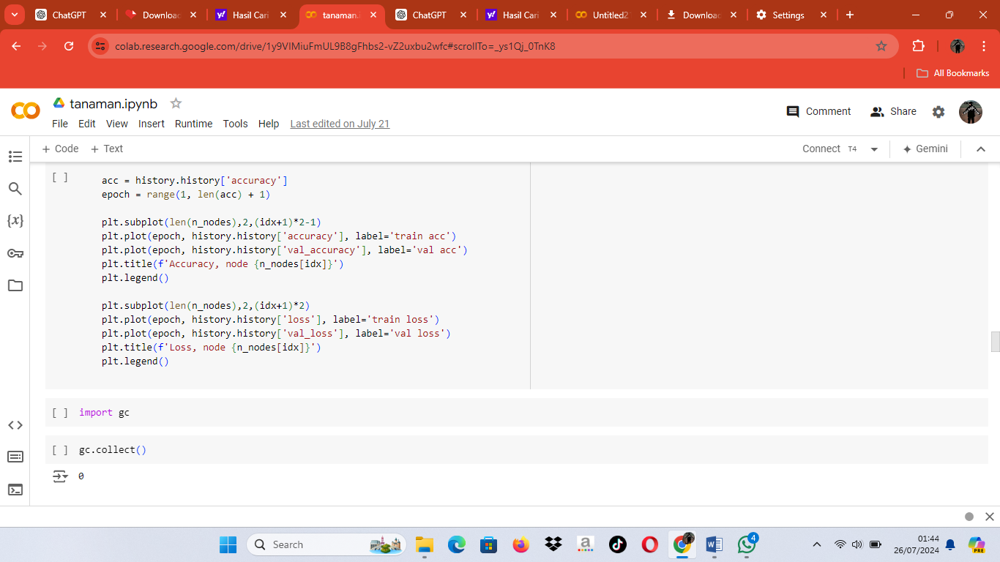 ChatGPT
Download
Hasil Cari
tanaman.
ChatGPT
Hasil Cari
Untitled2
Download
Settings
colab.research.google.com/drive/1y9VIMiuFmUL9B8gFhbs2-vZ2uxbu2wfc#scrollTo=_ys1Qj_0TnK8
All Bookmarks
tanaman.ipynb
File Edit View Insert Runtime Tools Help Last edited on July 21
Comment Share
+ Code + Text
Connect T4 Gemini
[ ] acc = history.history['accuracy']
epoch = range(1, len(acc) + 1)
plt.subplot(len(n_nodes),2,(idx+1)*2-1)
plt.plot(epoch, history.history['accuracy'], label='train acc')
plt.plot(epoch, history.history['val_accuracy'], label='val acc')
plt.title(f'Accuracy, node {n_nodes[idx]}')
plt.legend()
plt.subplot(len(n_nodes),2,(idx+1)*2)
plt.plot(epoch, history.history['loss'], label='train loss')
plt.plot(epoch, history.history['val_loss'], label='val loss')
plt.title(f'Loss, node {n_nodes[idx]}')
plt.legend()
[ ] import gc
[ ] gc.collect()
0
{x}
Search
4
01:44
26/07/2024
PRE